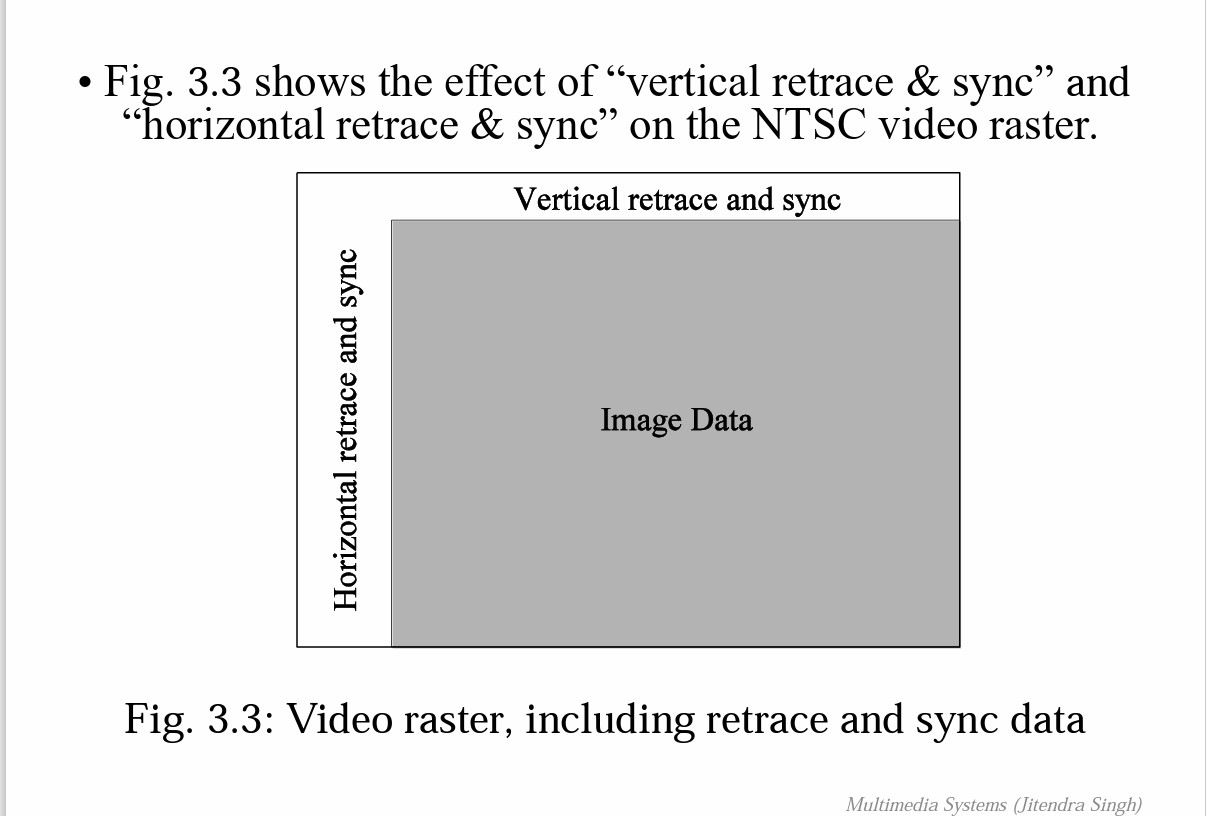 • Fig. 3.3 shows the effect of “vertical retrace & sync” and
“horizontal retrace & sync” on the NTSC video raster.
Vertical retrace and sync
Horizontal retrace and sync
Image Data
Fig. 3.3: Video raster, including retrace and sync data
Multimedia Systems (Jitendra Singh)